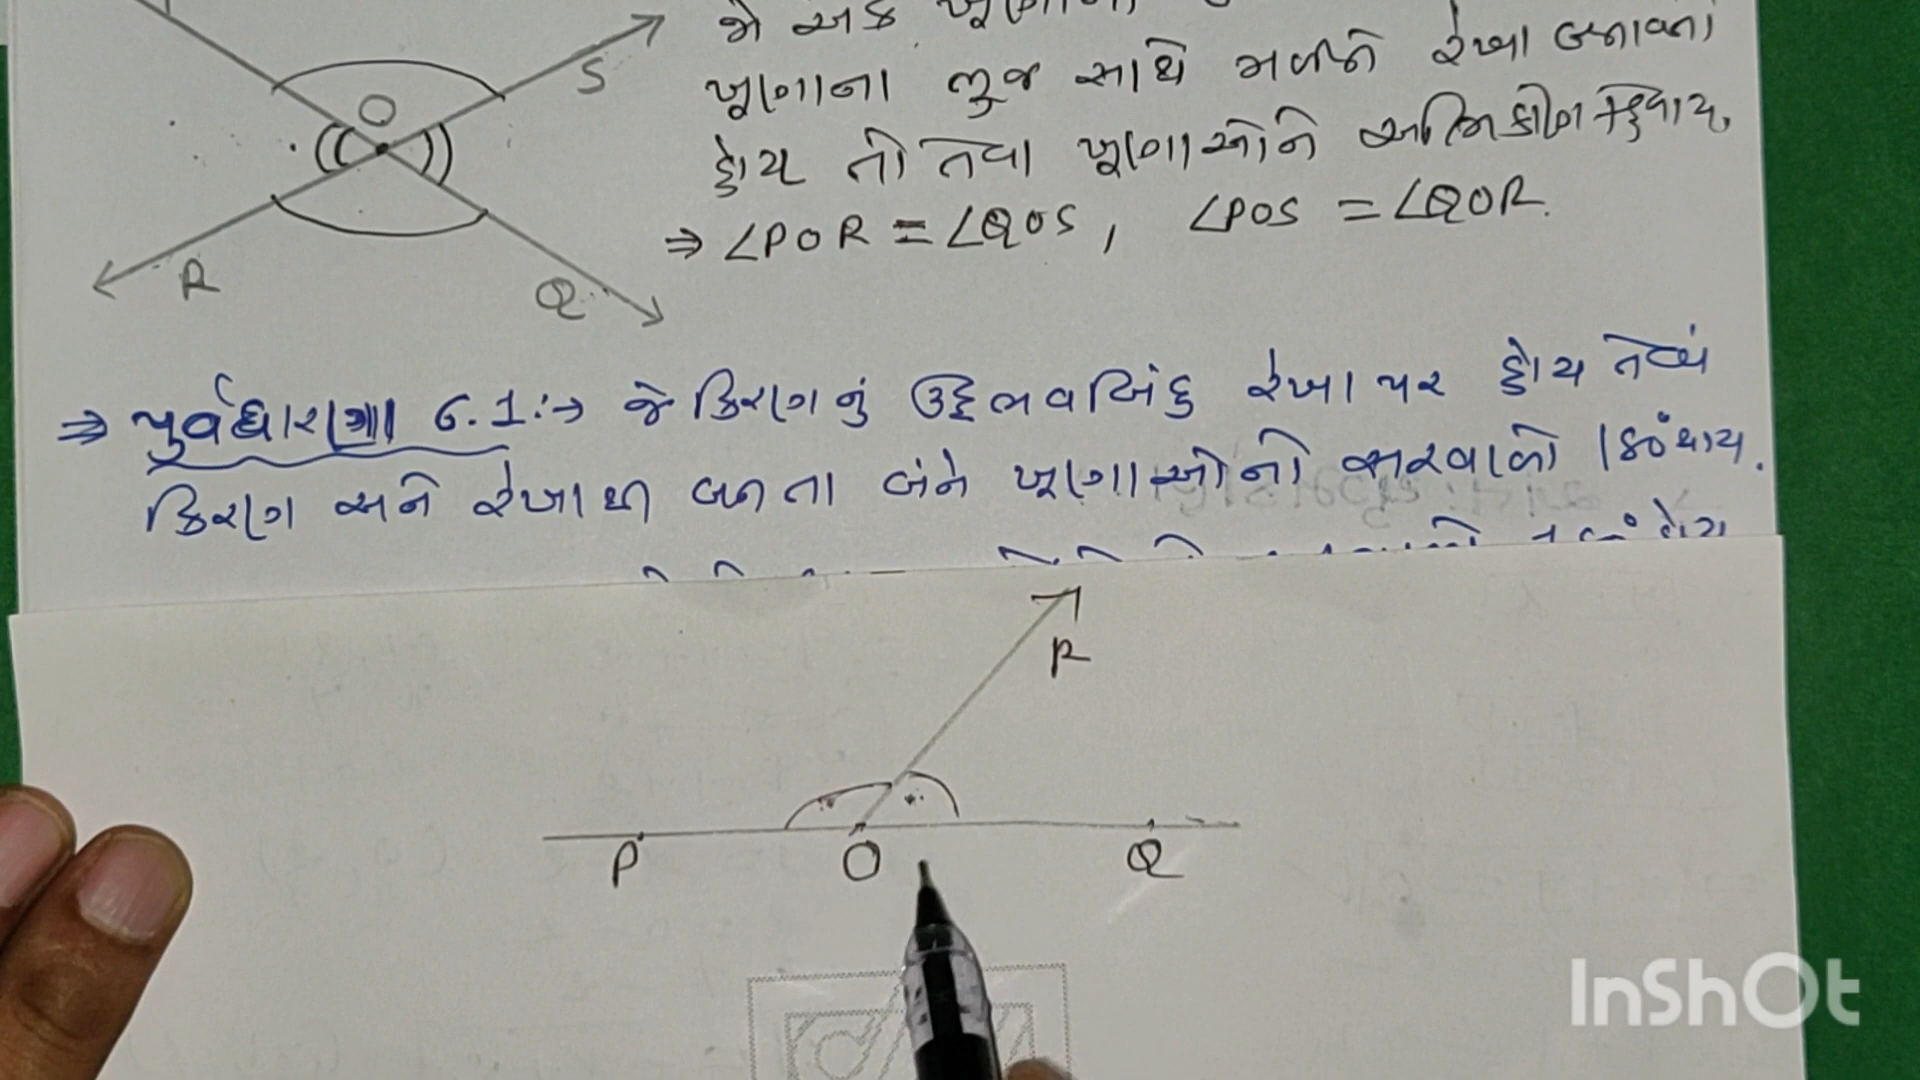 જો એક ખૂણાના
S
ખૂણાના ભુજ સાથે મળીને રેખા બનાવતાં
O
હોય તો તેવા ખૂણાઓને અભિકોણ કહેવાય.
⇒ ∠POR = ∠QOS, ∠POS = ∠QOR.
R
Q
⇒ પુર્વધારણા 6.1:→ જે કિરણનું ઉદ્દભવબિંદુ રેખા પર હોય તેવાં
કિરણ અને રેખાથી બનતા બંને ખૂણાઓનો સરવાળો 180° થાય.
R
P
O
Q
InShOt